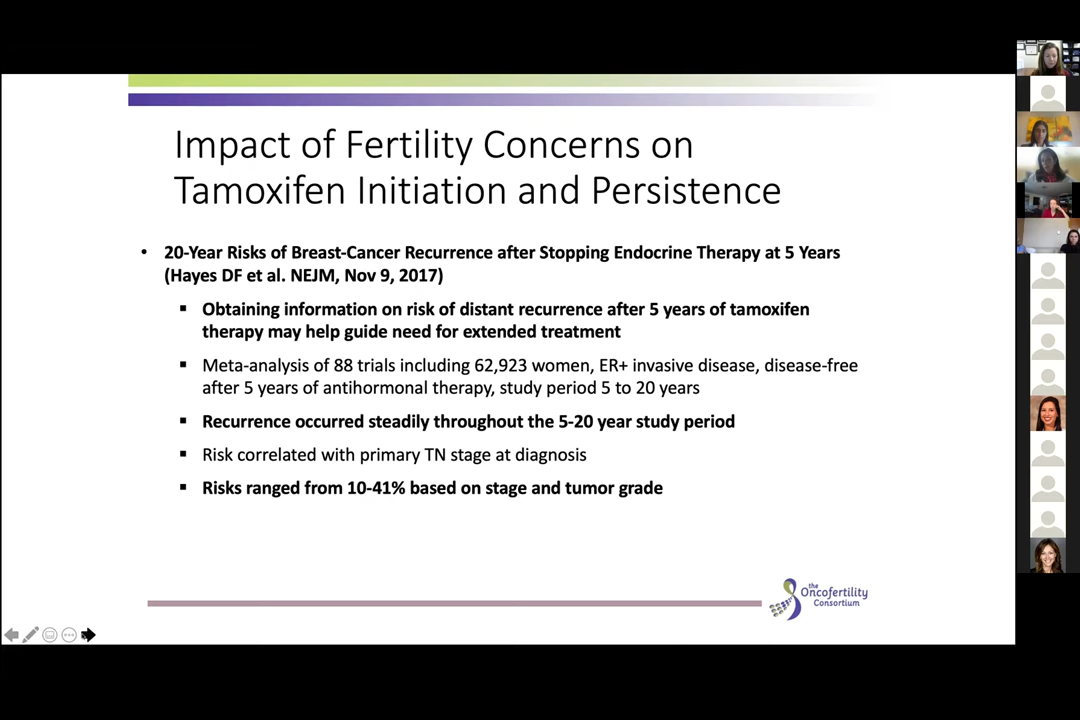 Impact of Fertility Concerns on
Tamoxifen Initiation and Persistence
• 20-Year Risks of Breast-Cancer Recurrence after Stopping Endocrine Therapy at 5 Years
(Hayes DF et al. NEJM, Nov 9, 2017)
▪ Obtaining information on risk of distant recurrence after 5 years of tamoxifen
therapy may help guide need for extended treatment
▪ Meta-analysis of 88 trials including 62,923 women, ER+ invasive disease, disease-free
after 5 years of antihormonal therapy, study period 5 to 20 years
▪ Recurrence occurred steadily throughout the 5-20 year study period
▪ Risk correlated with primary TN stage at diagnosis
▪ Risks ranged from 10-41% based on stage and tumor grade
the
Oncofertility
Consortium